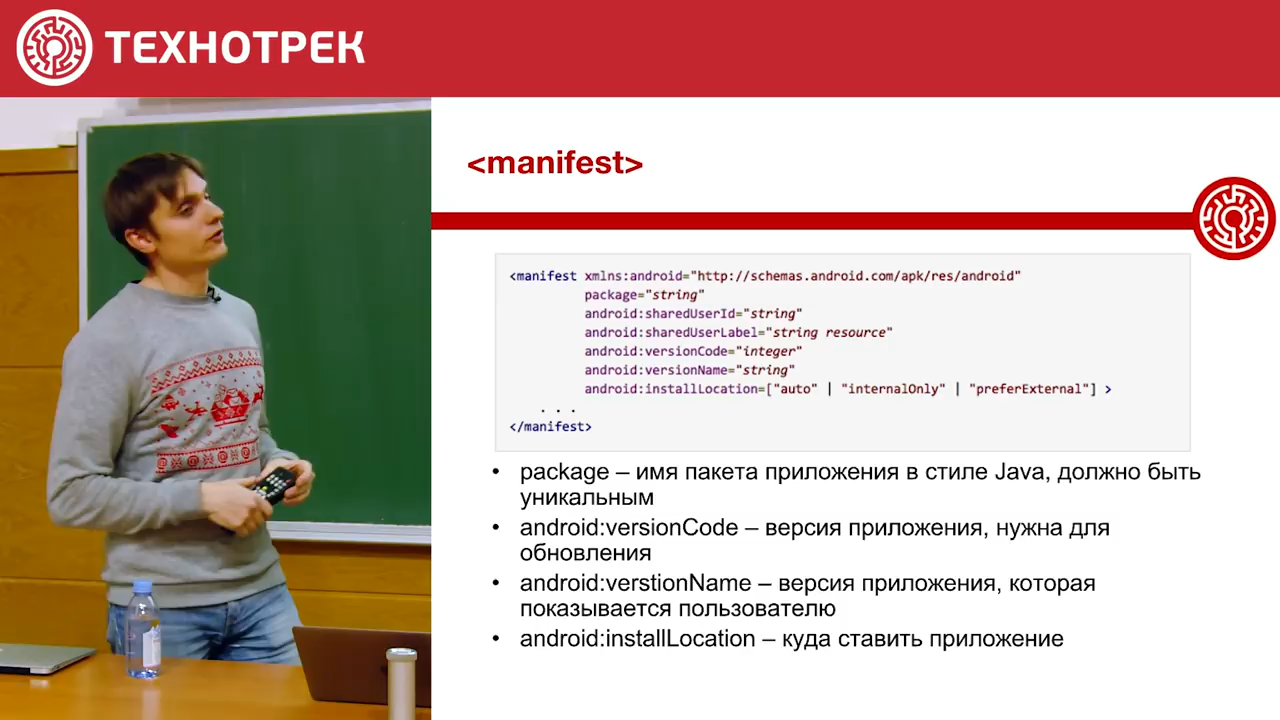 ТЕХНОТРЕК
<manifest>
<manifest xmlns:android="http://schemas.android.com/apk/res/android"
package="string"
android:sharedUserId="string"
android:sharedUserLabel="string resource"
android:versionCode="integer"
android:versionName="string"
android:installLocation=["auto" | "internalOnly" | "preferExternal"] >
. . .
</manifest>
• package – имя пакета приложения в стиле Java, должно быть
уникальным
• android:versionCode – версия приложения, нужна для
обновления
• android:verstionName – версия приложения, которая
показывается пользователю
• android:installLocation – куда ставить приложение